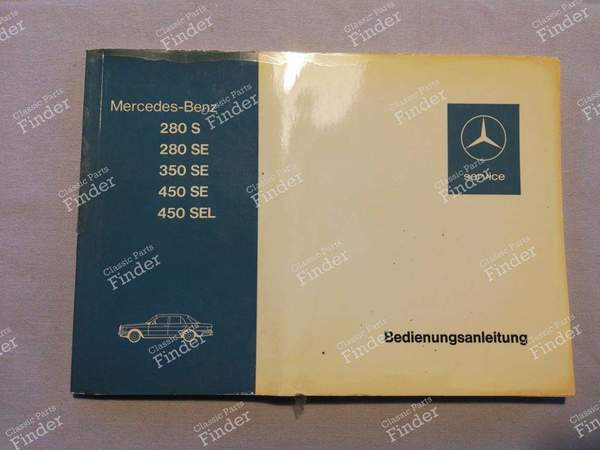 Mercedes-Benz
280 S
280 SE
350 SE
450 SE
450 SEL
service
Bedienungsanleitung
Classic Parts
Finder